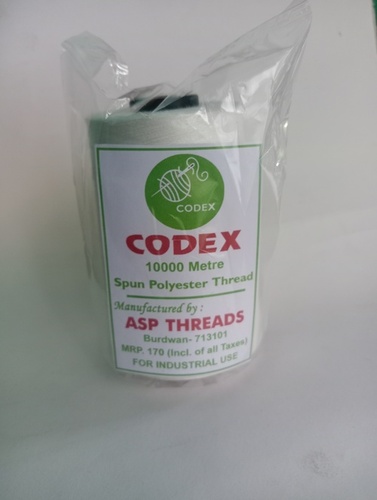 CODEX
CODEX
10000 Metre
Spun Polyester Thread
Manufactured by :
ASP THREADS
Burdwan- 713101
MRP. 170 (Incl. of all Taxes)
FOR INDUSTRIAL USE